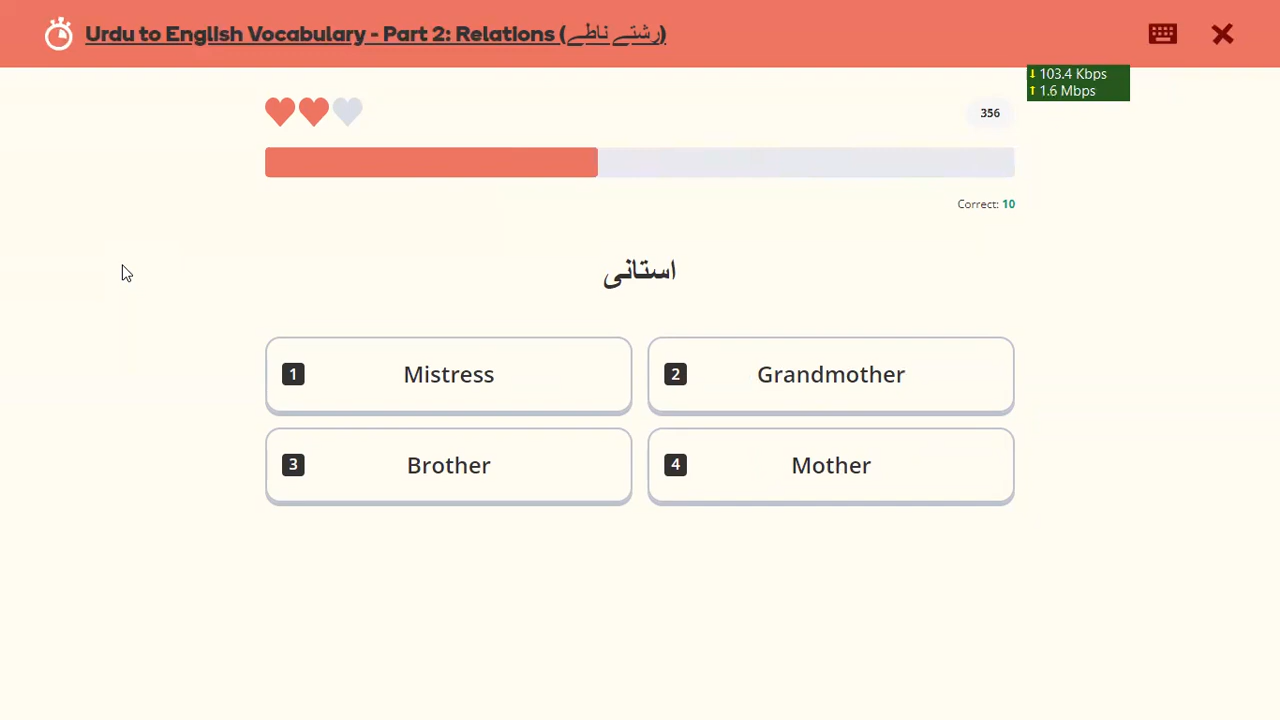 Urdu to English Vocabulary - Part 2: Relations (رشتے ناطے)
↓ 103.4 Kbps
↑ 1.6 Mbps
356
Correct: 10
استانی
1 Mistress
2 Grandmother
3 Brother
4 Mother